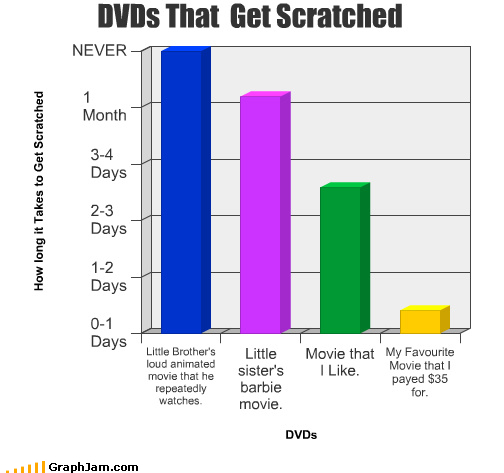 DVDs That Get Scratched
How long it Takes to Get Scratched
NEVER
1
Month
3-4
Days
2-3
Days
1-2
Days
0-1
Days
Little Brother's
loud animated
movie that he
repeatedly
watches.
Little
sister's
barbie
movie.
Movie that
I Like.
My Favourite
Movie that I
payed $35
for.
DVDs
GraphJam.com